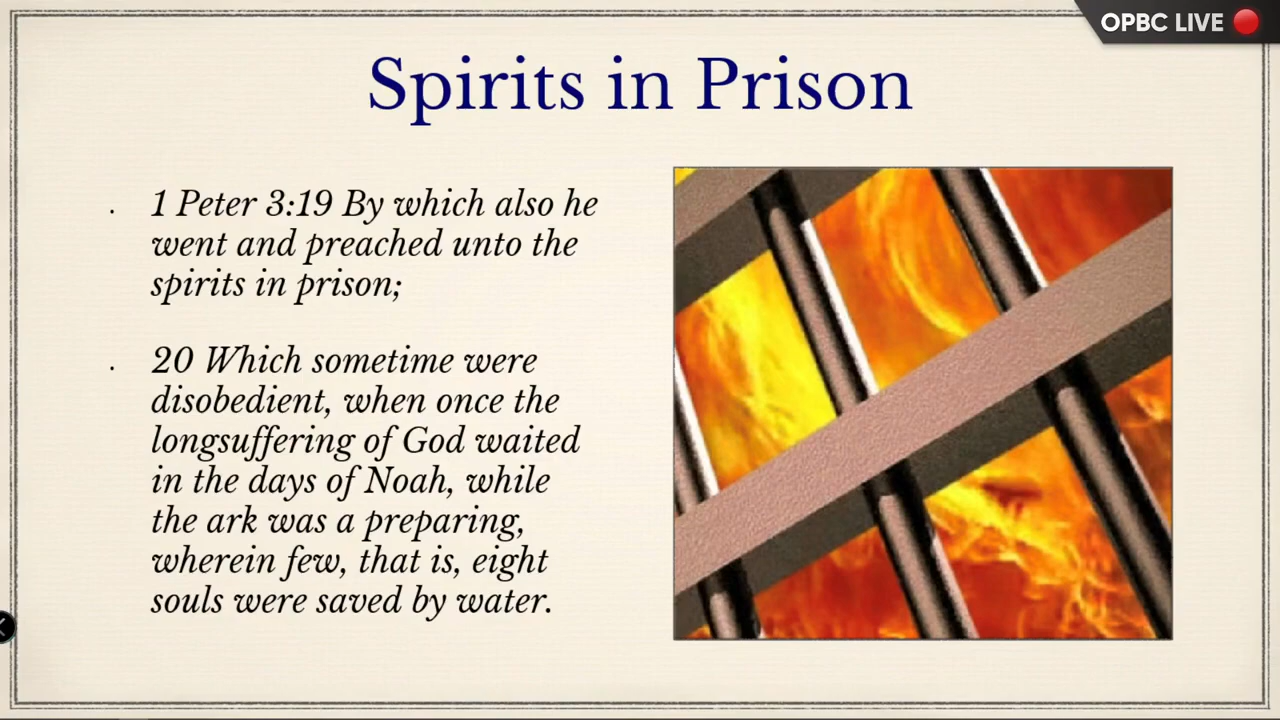 OPBC LIVE
Spirits in Prison
1 Peter 3:19 By which also he
went and preached unto the
spirits in prison;
20 Which sometime were
disobedient, when once the
longsuffering of God waited
in the days of Noah, while
the ark was a preparing,
wherein few, that is, eight
souls were saved by water.